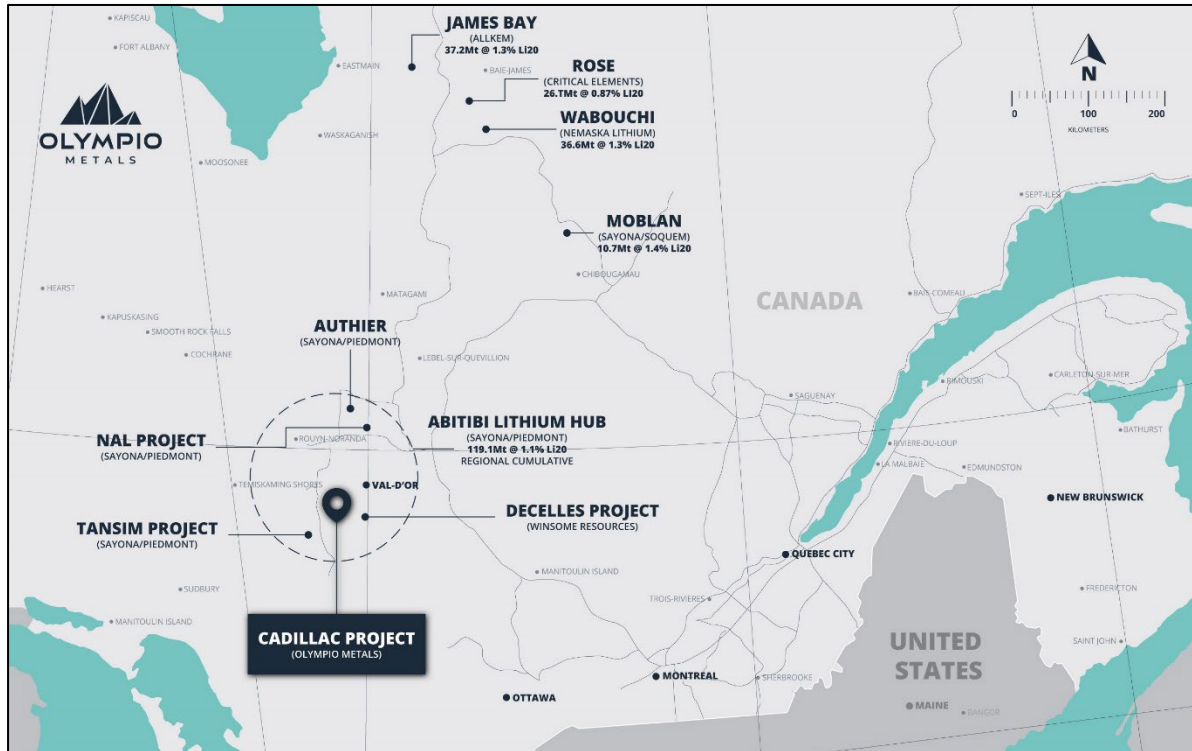 KAPISCAU
FORT ALBANY
JAMES BAY
(ALLKEM)
37.2Mt @ 1.3% Li20
EASTMAIN
BAIE-JAMES
ROSE
(CRITICAL ELEMENTS)
26.1Mt @ 0.87% Li20
N
0 100 200
KILOMETERS
OLYMPIO
METALS
WASKAGANISH
MOOSONEE
WABOUCHI
(NEMASKA LITHIUM)
36.6Mt @ 1.3% Li20
SEPT-ILES
MOBLAN
(SAYONA/SOQUEM)
10.7Mt @ 1.4% Li20
CHIBOUGAMAU
HEARST
MATAGAMI
CANADA
BAIE-COMEAU
KAPUSKASING
SMOOTH ROCK FALLS
COCHRANE
AUTHIER
(SAYONA/PIEDMONT)
LEBEL-SUR-QUEVILLION
RIMOUSKI
CARLETON-SUR-MER
SAGUENAY
NAL PROJECT
(SAYONA/PIEDMONT)
ROUYN-NORANDA
ABITIBI LITHIUM HUB
(SAYONA/PIEDMONT)
119.1Mt @ 1.1% Li20
REGIONAL CUMULATIVE
BATHURST
RIVIERE-DU-LOUP
LA MALBAIE
EDMUNDSTON
TEMISKAMING SHORES
VAL-D'OR
NEW BRUNSWICK
DECELLES PROJECT
(WINSOME RESOURCES)
TANSIM PROJECT
(SAYONA/PIEDMONT)
QUEBEC CITY
MANITOULIN ISLAND
SUDBURY
TROIS-RIVIERES
FREDERICTON
MANITOULIN ISLAND
CADILLAC PROJECT
(OLYMPIO METALS)
UNITED
STATES
SAINT JOHN
MONTREAL
SHERBROOKE
OTTAWA
MAINE
BANGOR